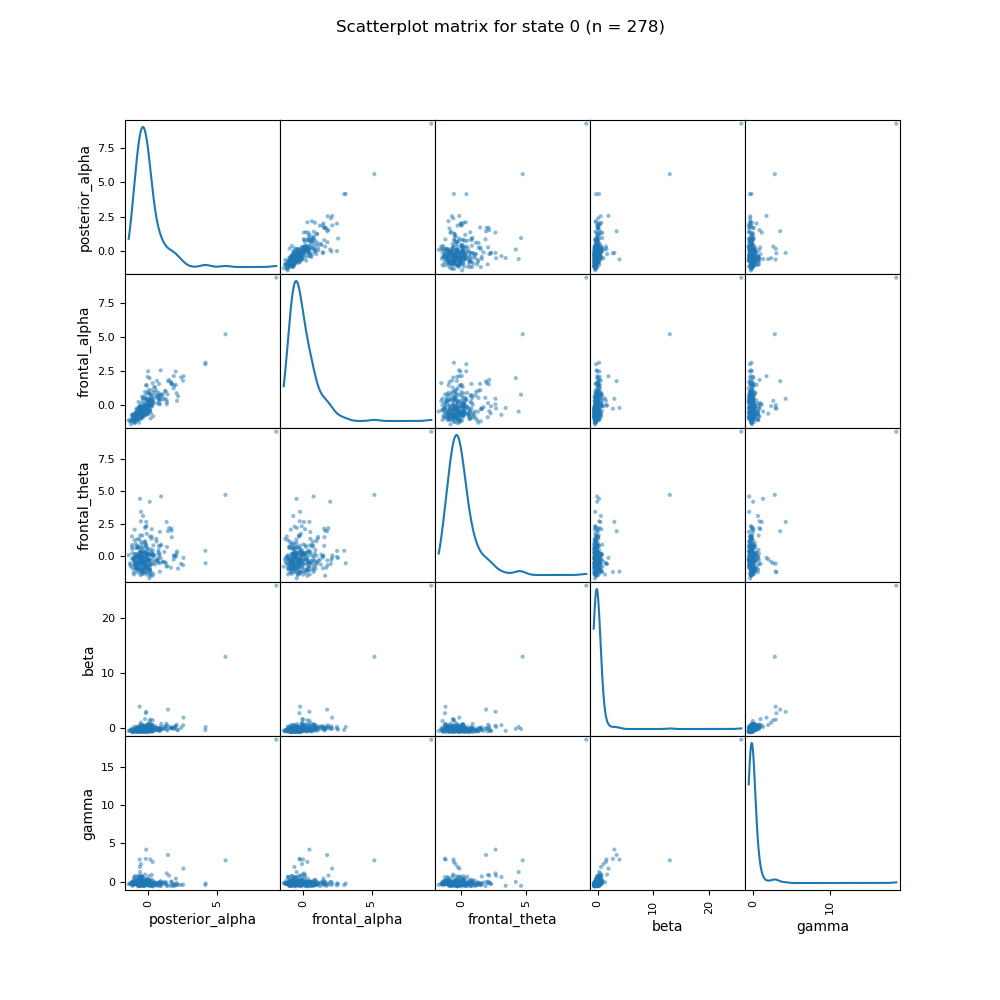 Scatterplot matrix for state 0 (n = 278)
posterior_alpha
7.5
5.0
2.5
0.0
frontal_alpha
7.5
5.0
2.5
0.0
frontal_theta
7.5
5.0
2.5
0.0
beta
20
10
0
gamma
15
10
5
0
0 5 0 5 0 5 0 10 20 0 10
posterior_alpha frontal_alpha frontal_theta beta gamma